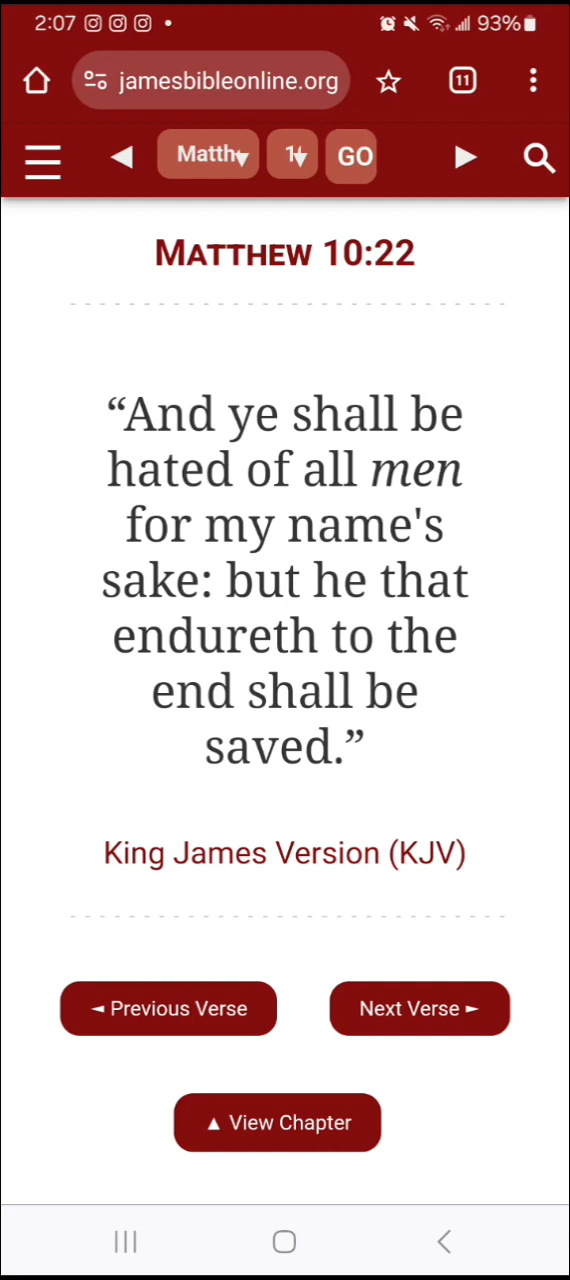 2:07 93%
jamesbibleonline.org 11
Matth 1 GO
MATTHEW 10:22
“And ye shall be
hated of all men
for my name's
sake: but he that
endureth to the
end shall be
saved.”
King James Version (KJV)
◄ Previous Verse Next Verse ►
▲ View Chapter